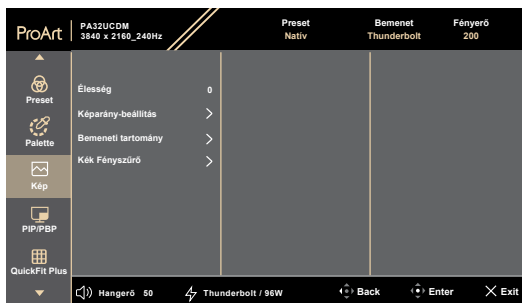 ProArt
PA32UCDM
3840 x 2160_240Hz
Preset
Natív
Bemenet
Thunderbolt
Fényerő
200
Preset
Palette
Kép
PIP/PBP
QuickFit Plus
Élesség 0
Képarány-beállítás
Bemeneti tartomány
Kék Fényszűrő
Hangerő 50
Thunderbolt / 96W
Back
Enter
Exit